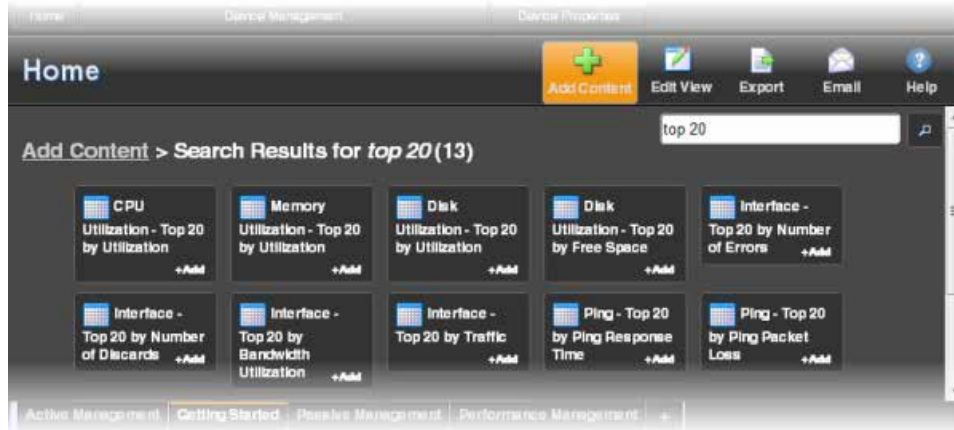 Home Device Management Device Properties
Home
Add Content Edit View Export Email Help
top 20
Add Content > Search Results for top 20 (13)
CPU Utilization - Top 20 by Utilization +Add
Memory Utilization - Top 20 by Utilization +Add
Disk Utilization - Top 20 by Utilization +Add
Disk Utilization - Top 20 by Free Space +Add
Interface - Top 20 by Number of Errors +Add
Interface - Top 20 by Number of Discards +Add
Interface - Top 20 by Bandwidth Utilization +Add
Interface - Top 20 by Traffic +Add
Ping - Top 20 by Ping Response Time +Add
Ping - Top 20 by Ping Packet Loss +Add
Active Management Getting Started Passive Management Performance Management +